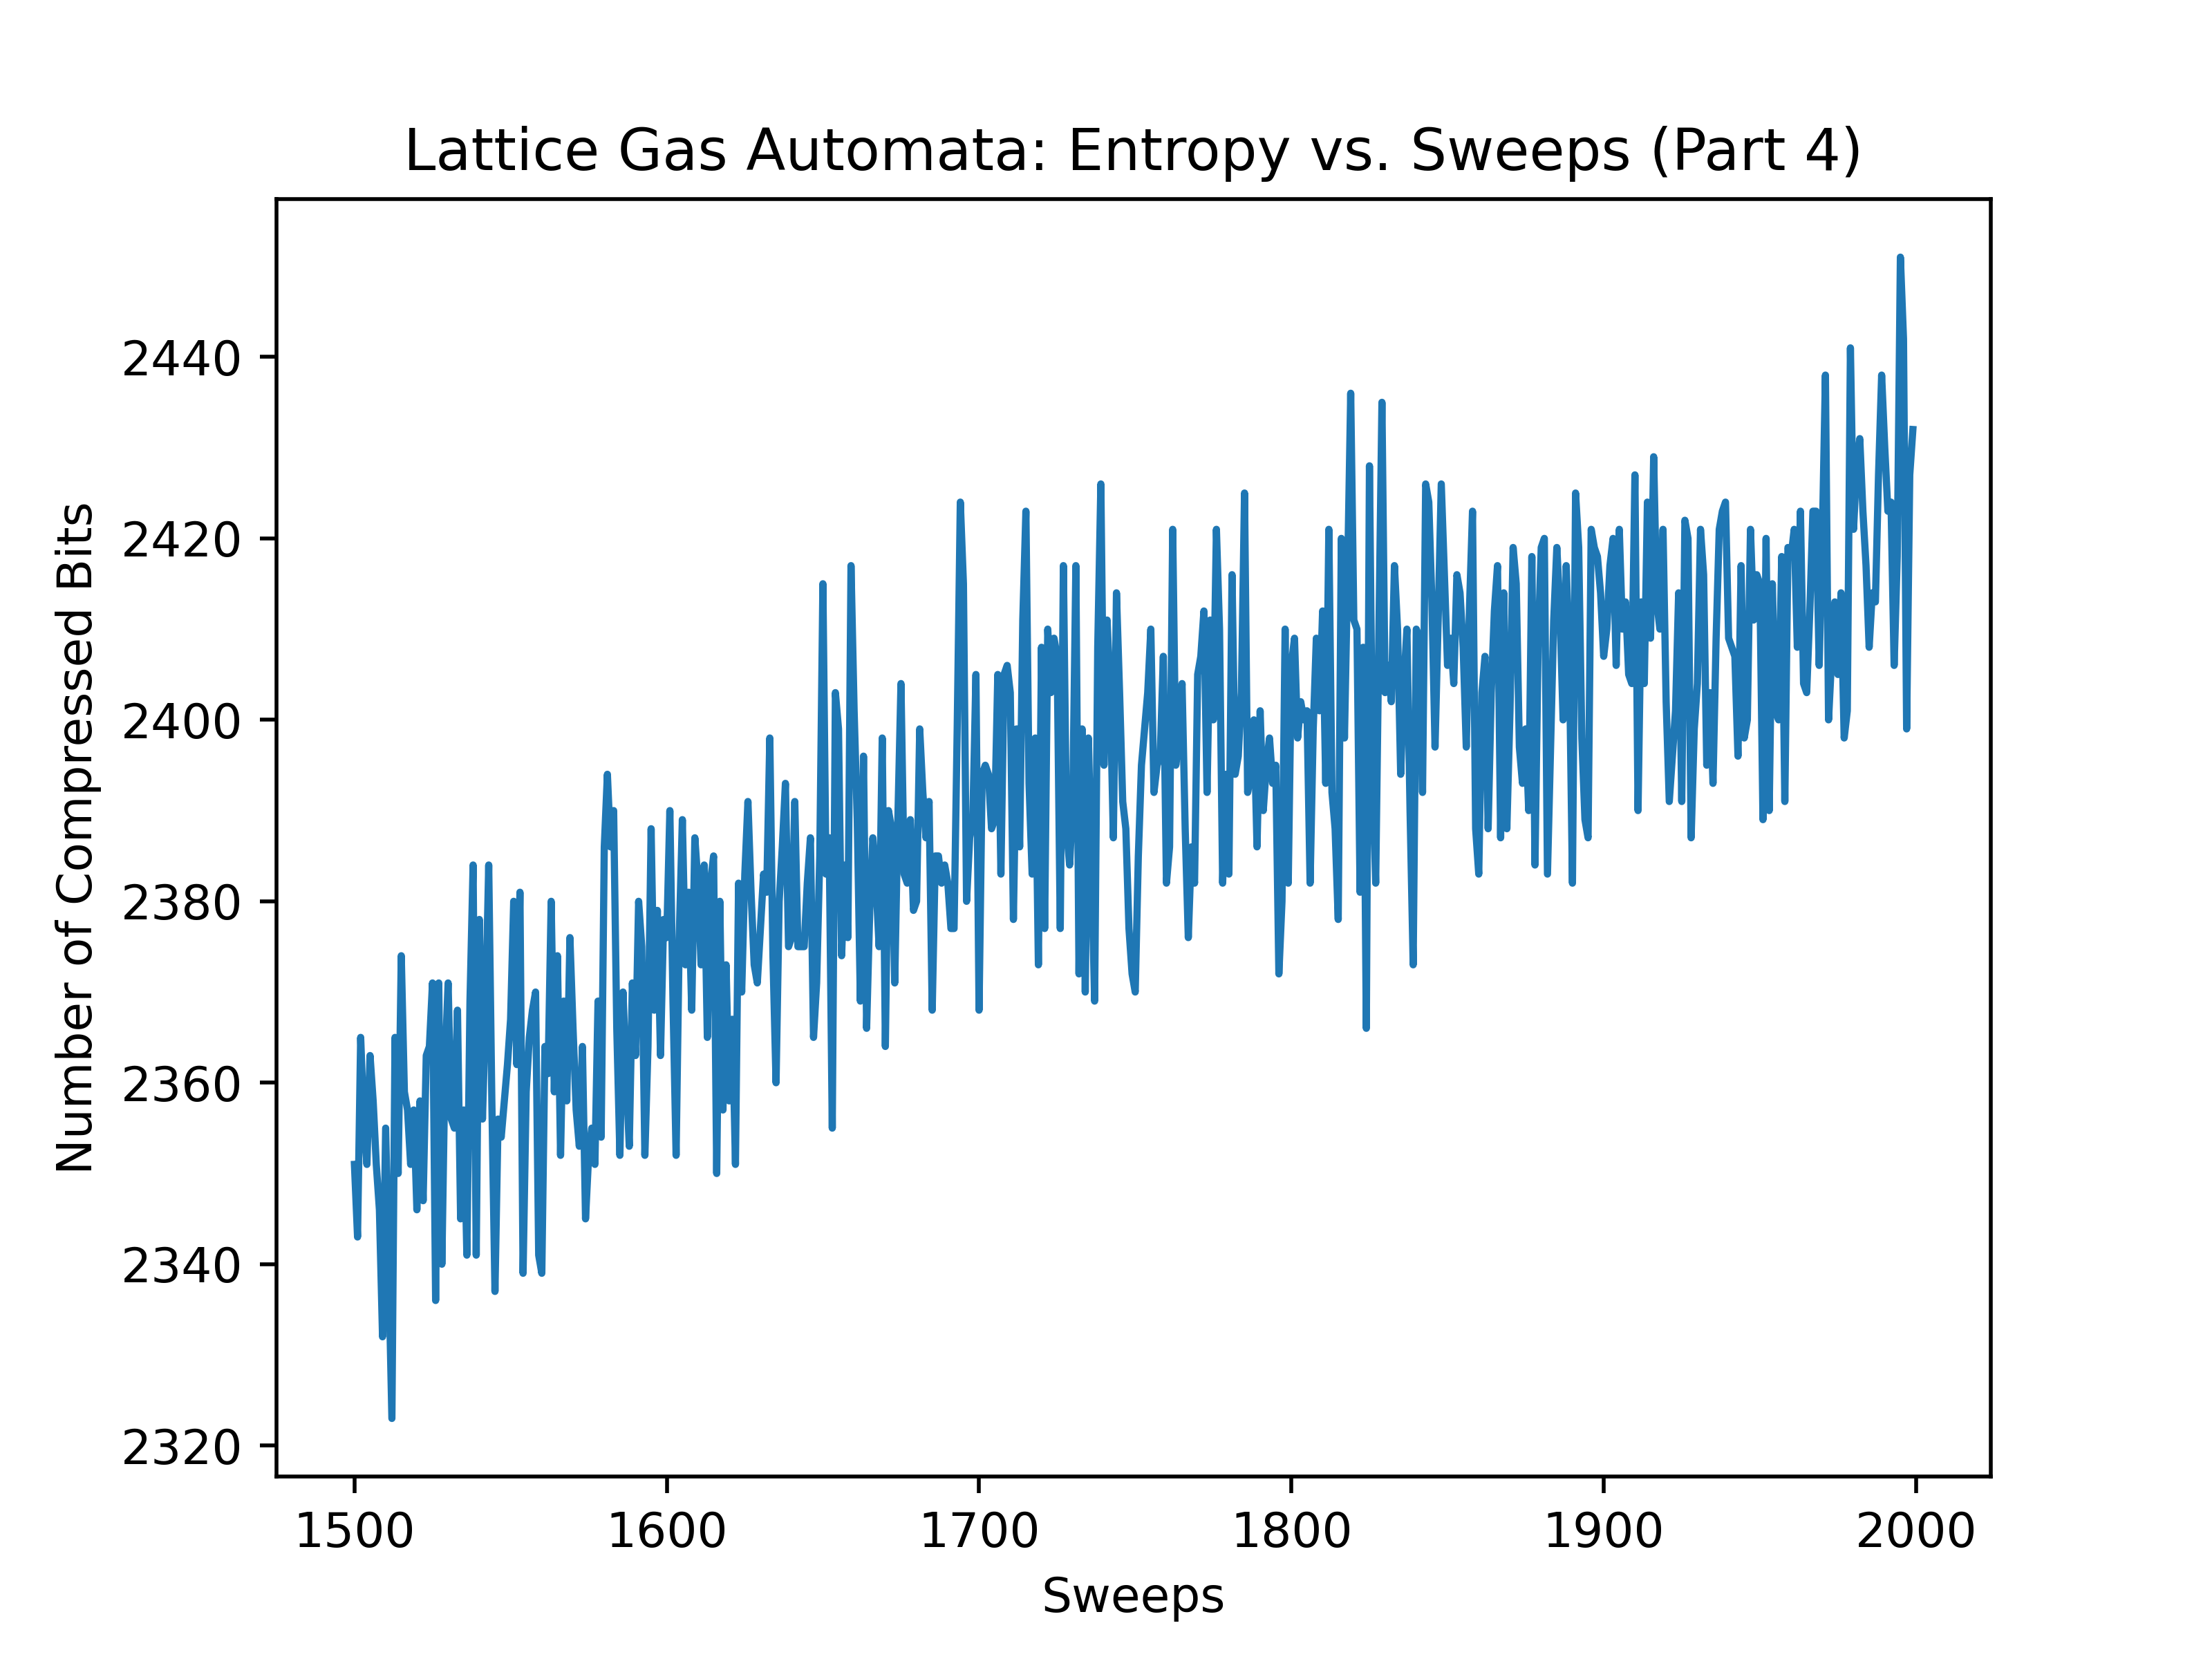 Lattice Gas Automata: Entropy vs. Sweeps (Part 4)
Number of Compressed Bits
2440
2420
2400
2380
2360
2340
2320
1500 1600 1700 1800 1900 2000
Sweeps